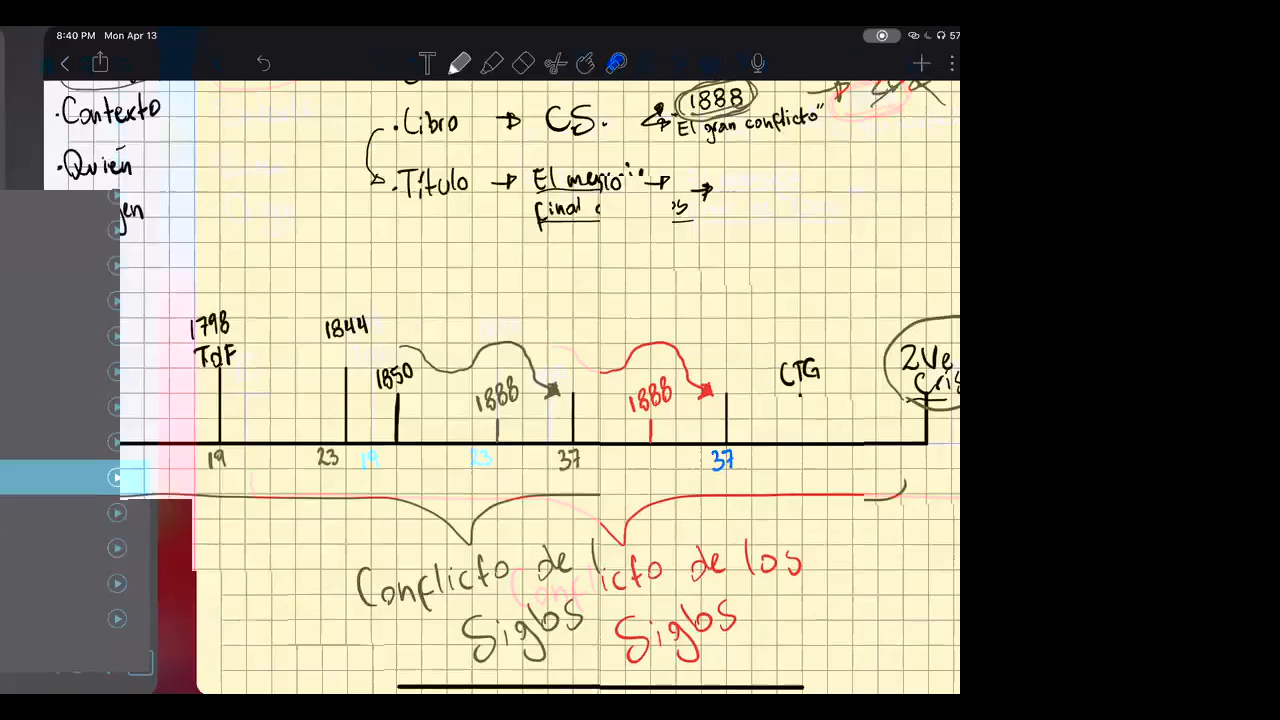 8:40 PM Mon Apr 13
57
T
·Contexto
·Quién
·Libro → CS.
1888
"El gran conflicto"
·Título → El
final
1798
TdF
1844
1850
1888
1888
CTG
2Ve
Cris
19
23
19
23
37
37
Conflicto de l
Siglos
Conflicto de los
Siglos